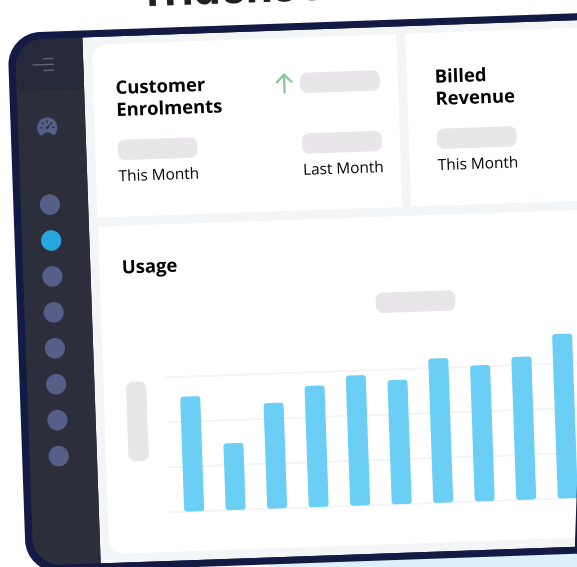 Customer
Enrolments
This Month
Last Month
Billed
Revenue
This Month
Usage